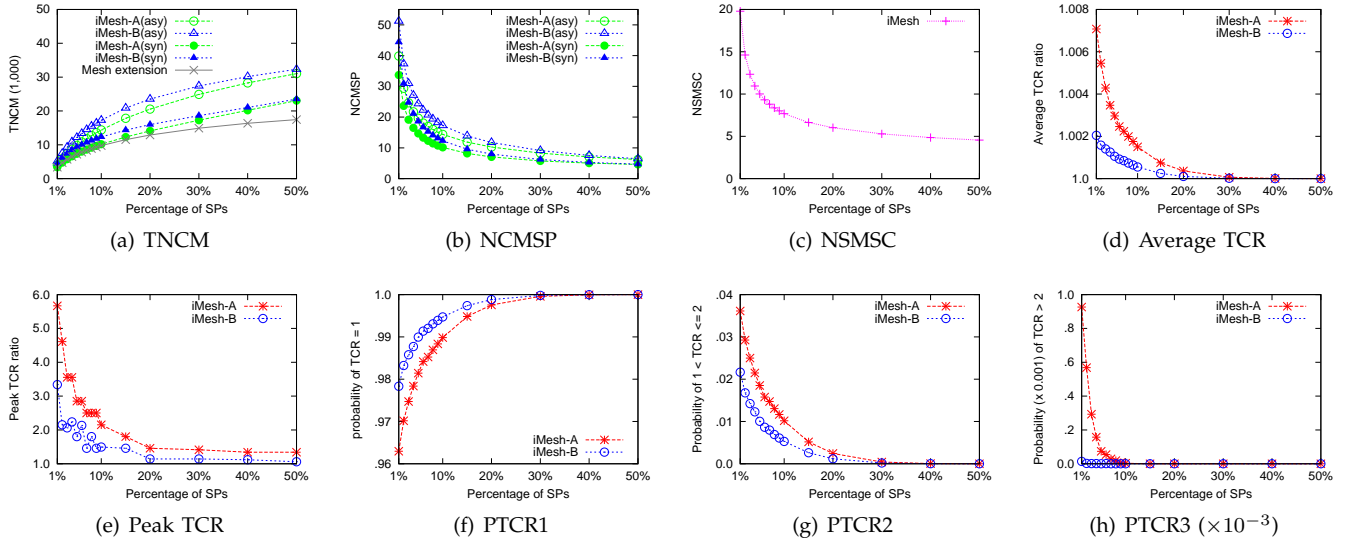 50
40
30
20
10
0
TNCM (1,000)
iMesh-A(asy)
iMesh-B(asy)
iMesh-A(syn)
iMesh-B(syn)
Mesh extension
1% 10% 20% 30% 40% 50%
Percentage of SPs
(a) TNCM
55
50
40
30
20
10
0
NCMSP
iMesh-A(asy)
iMesh-B(asy)
iMesh-A(syn)
iMesh-B(syn)
1% 10% 20% 30% 40% 50%
Percentage of SPs
(b) NCMSP
20
15
10
5
0
NSMSC
iMesh
1% 10% 20% 30% 40% 50%
Percentage of SPs
(c) NSMSC
1.008
1.006
1.004
1.002
1.0
Average TCR ratio
iMesh-A
iMesh-B
1% 10% 20% 30% 40% 50%
Percentage of SPs
(d) Average TCR
6.0
5.0
4.0
3.0
2.0
1.0
Peak TCR ratio
iMesh-A
iMesh-B
1% 10% 20% 30% 40% 50%
Percentage of SPs
(e) Peak TCR
1.0
.99
.98
.97
.96
probability of TCR = 1
iMesh-A
iMesh-B
1% 10% 20% 30% 40% 50%
Percentage of SPs
(f) PTCR1
.04
.03
.02
.01
0.0
Probability of 1 < TCR <= 2
iMesh-A
iMesh-B
1% 10% 20% 30% 40% 50%
Percentage of SPs
(g) PTCR2
1.0
.8
.6
.4
.2
0.0
Probability (x 0.001) of TCR > 2
iMesh-A
iMesh-B
1% 10% 20% 30% 40% 50%
Percentage of SPs
(h) PTCR3 (×10⁻³)